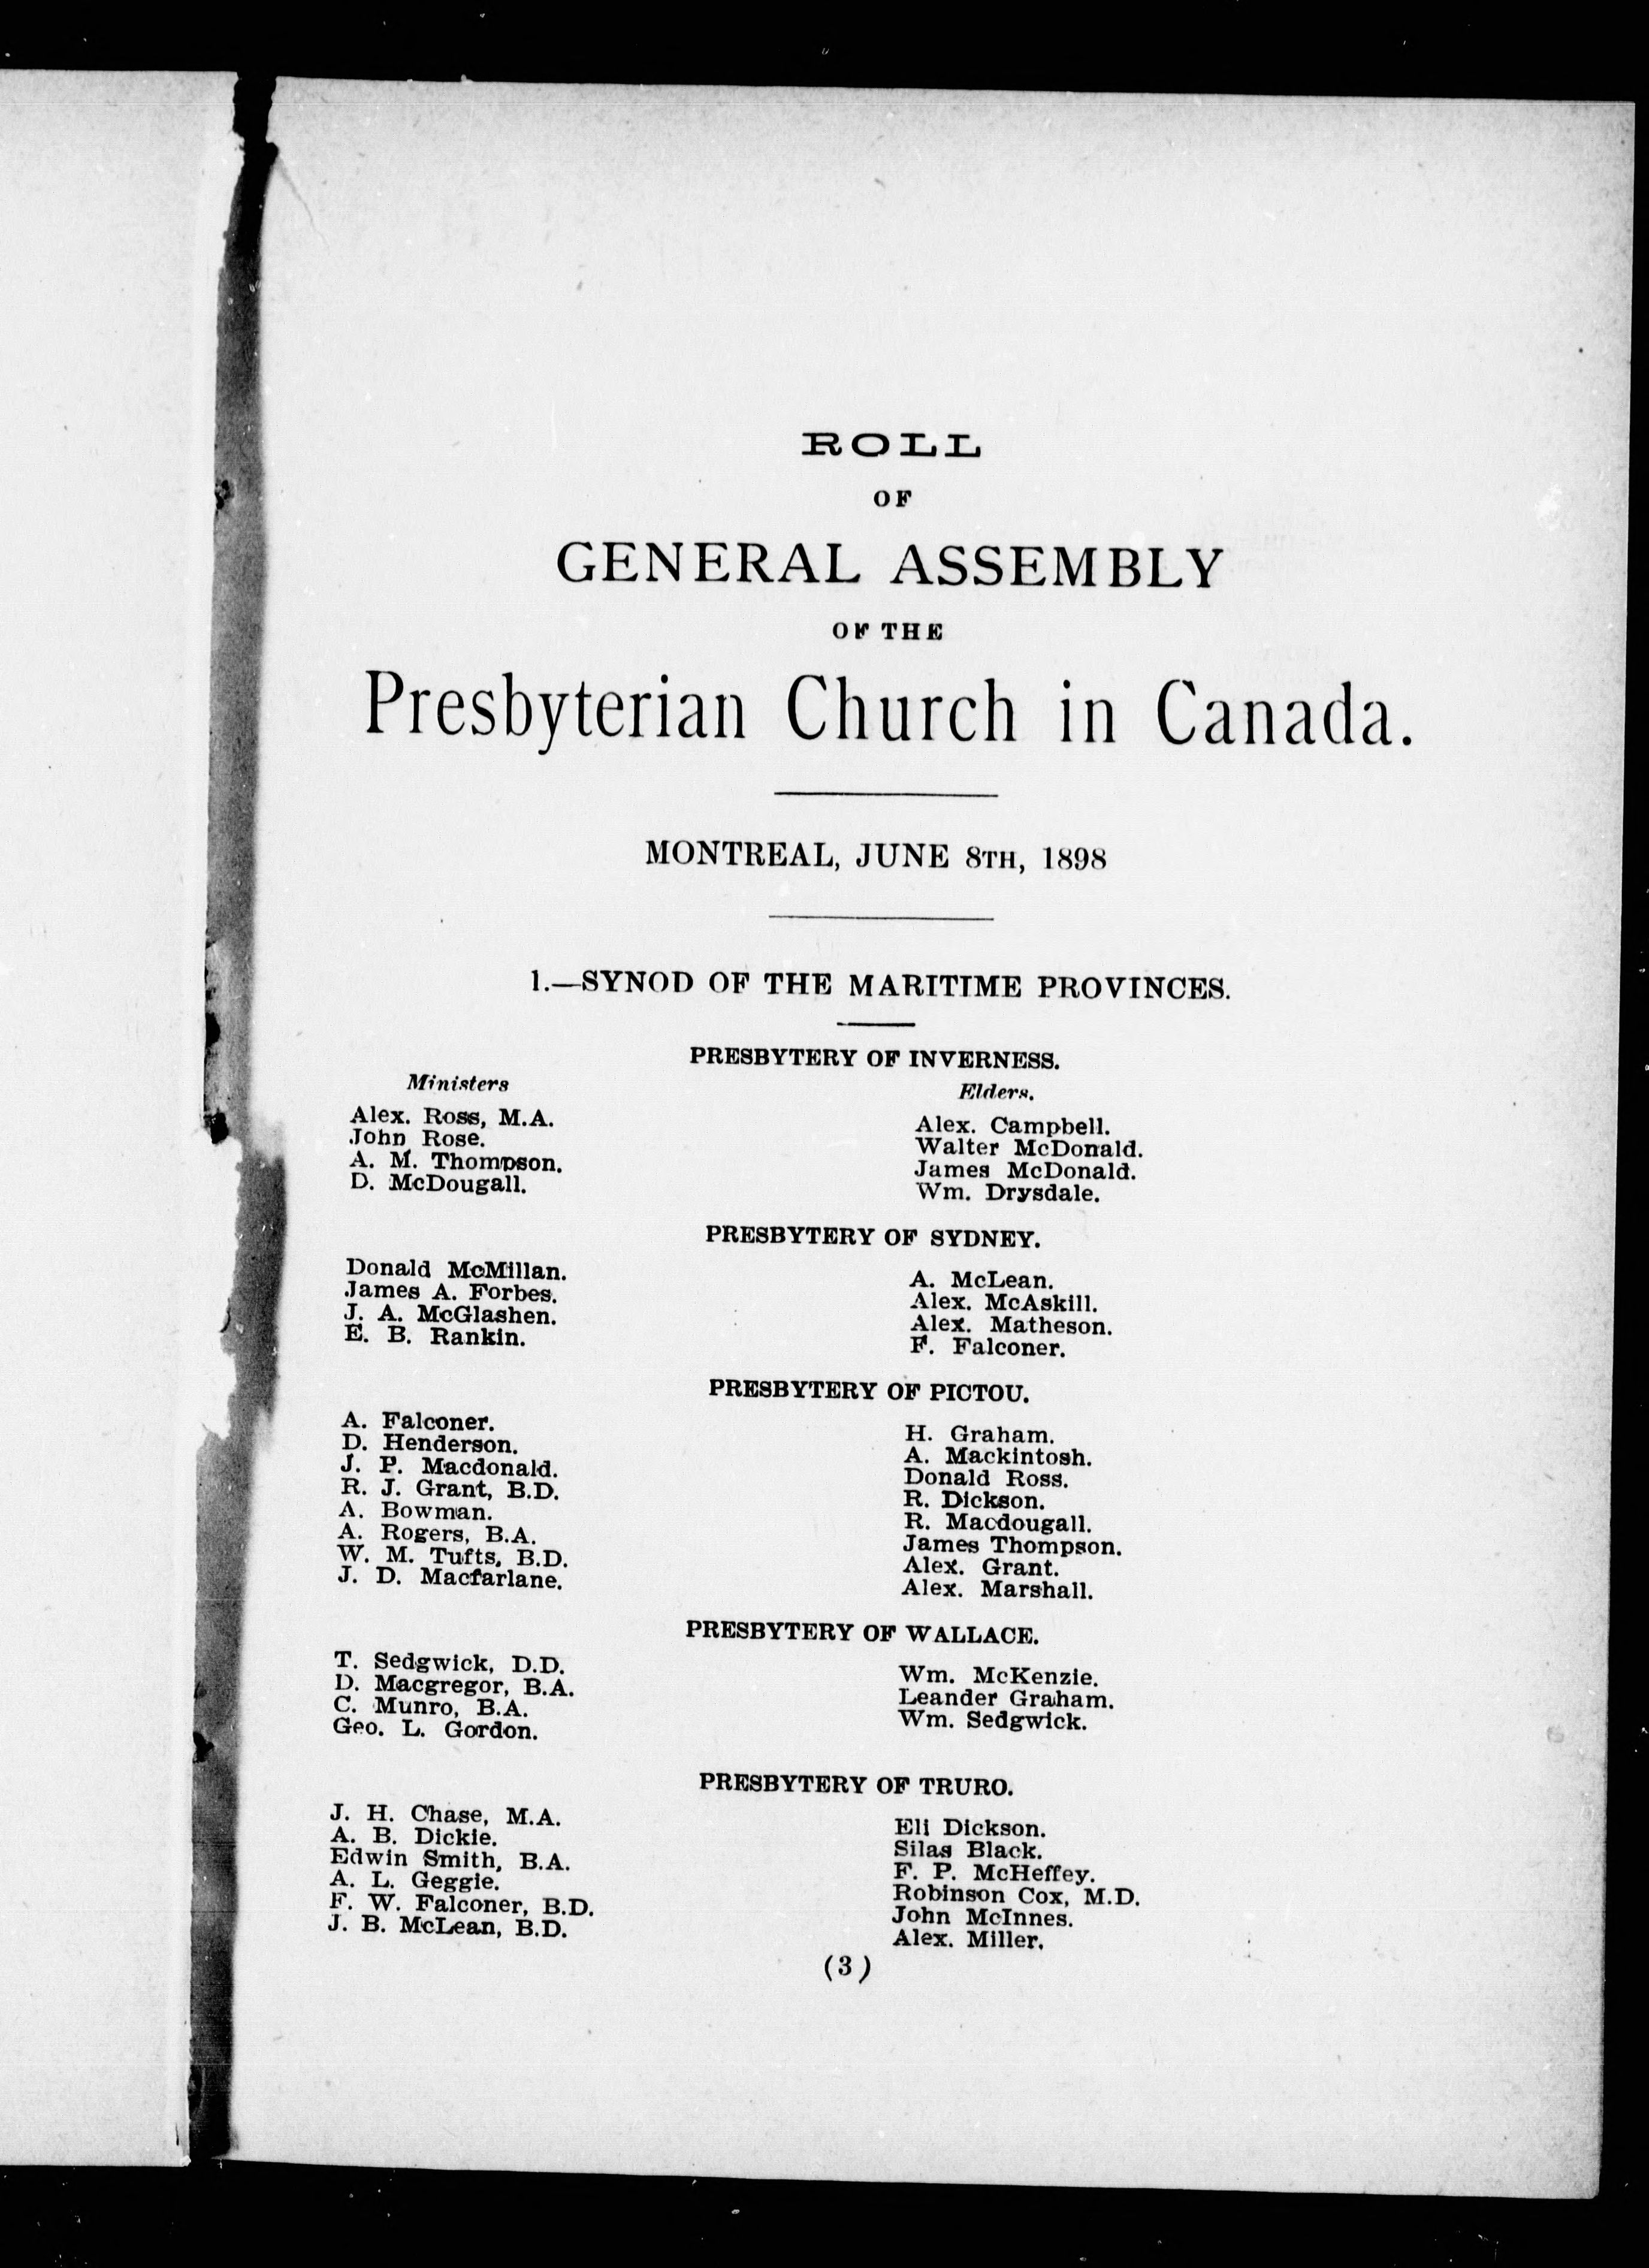 ROLL
OF
GENERAL ASSEMBLY
OF THE
Presbyterian Church in Canada.
MONTREAL, JUNE 8TH, 1898
1.—SYNOD OF THE MARITIME PROVINCES.
PRESBYTERY OF INVERNESS.
Ministers
Alex. Ross, M.A.
John Rose.
A. M. Thompson.
D. McDougall.
Elders.
Alex. Campbell.
Walter McDonald.
James McDonald.
Wm. Drysdale.
PRESBYTERY OF SYDNEY.
Donald McMillan.
James A. Forbes.
J. A. McGlashen.
E. B. Rankin.
A. McLean.
Alex. McAskill.
Alex. Matheson.
F. Falconer.
PRESBYTERY OF PICTOU.
A. Falconer.
D. Henderson.
J. P. Macdonald.
R. J. Grant, B.D.
A. Bowman.
A. Rogers, B.A.
W. M. Tufts, B.D.
J. D. Macfarlane.
H. Graham.
A. Mackintosh.
Donald Ross.
R. Dickson.
R. Macdougall.
James Thompson.
Alex. Grant.
Alex. Marshall.
PRESBYTERY OF WALLACE.
T. Sedgwick, D.D.
D. Macgregor, B.A.
C. Munro, B.A.
Geo. L. Gordon.
Wm. McKenzie.
Leander Graham.
Wm. Sedgwick.
PRESBYTERY OF TRURO.
J. H. Chase, M.A.
A. B. Dickie.
Edwin Smith, B.A.
A. L. Geggie.
F. W. Falconer, B.D.
J. B. McLean, B.D.
Eli Dickson.
Silas Black.
F. P. McHeffey.
Robinson Cox, M.D.
John McInnes.
Alex. Miller.
(3)